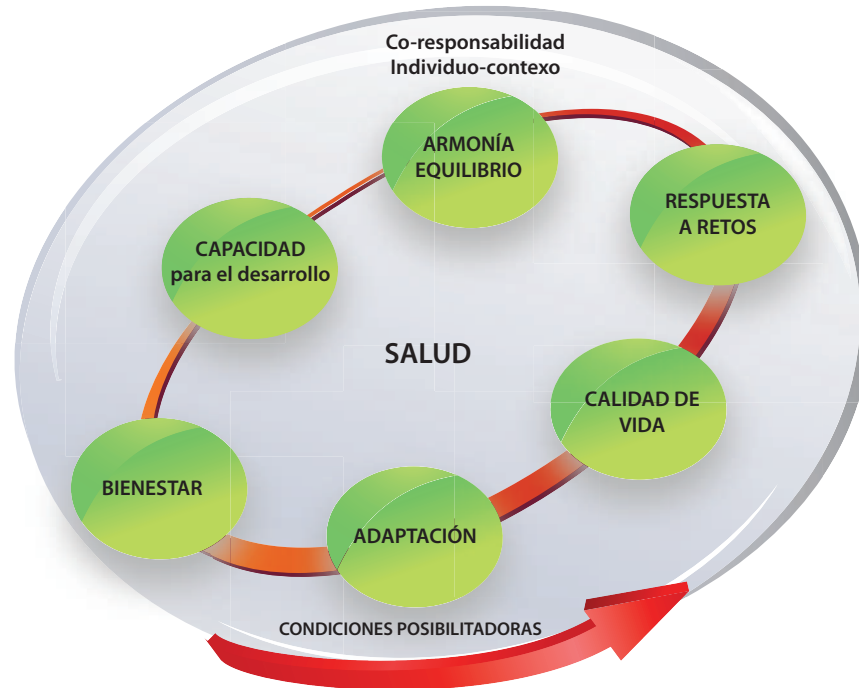 Co-responsabilidad
Individuo-contexo
ARMONÍA
EQUILIBRIO
RESPUESTA
A RETOS
CAPACIDAD
para el desarrollo
SALUD
CALIDAD DE
VIDA
BIENESTAR
ADAPTACIÓN
CONDICIONES POSIBILITADORAS